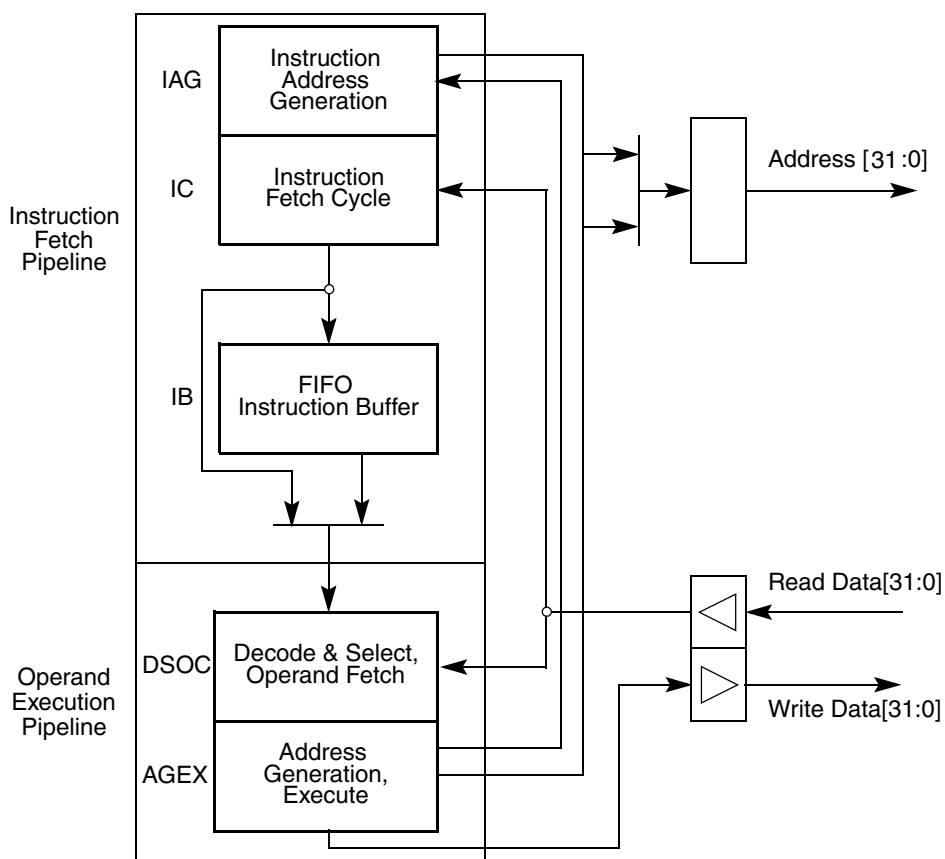 IAG
Instruction
Address
Generation
IC
Instruction
Fetch Cycle
Instruction
Fetch
Pipeline
Address [31:0]
IB
FIFO
Instruction Buffer
Read Data[31:0]
DSOC
Decode & Select,
Operand Fetch
Operand
Execution
Pipeline
Write Data[31:0]
AGEX
Address
Generation,
Execute